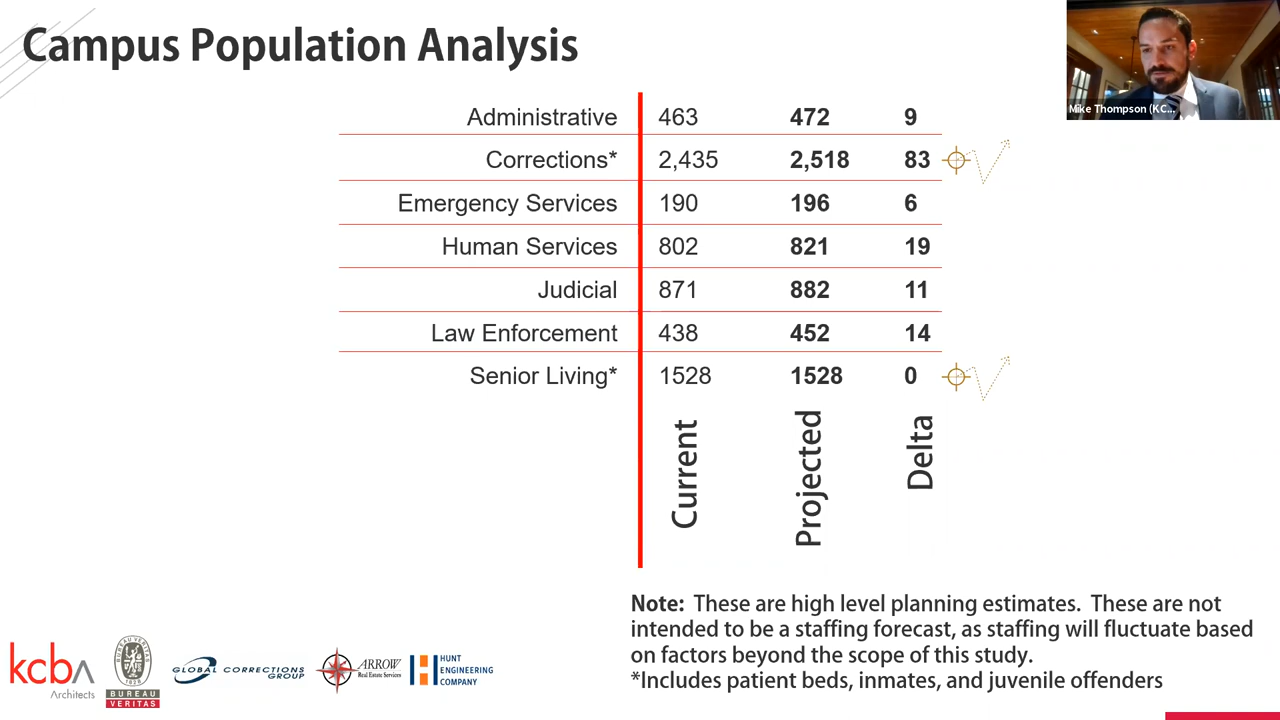 Campus Population Analysis
Mike Thompson (KC...
Administrative 463 472 9
Corrections* 2,435 2,518 83
Emergency Services 190 196 6
Human Services 802 821 19
Judicial 871 882 11
Law Enforcement 438 452 14
Senior Living* 1528 1528 0
Current Projected Delta
Note: These are high level planning estimates. These are not
intended to be a staffing forecast, as staffing will fluctuate based
on factors beyond the scope of this study.
*Includes patient beds, inmates, and juvenile offenders
kcba
Architects
BUREAU VERITAS
1828
BUREAU
VERITAS
GLOBAL CORRECTIONS
GROUP
ARROW
Real Estate Services
HUNT
ENGINEERING
COMPANY